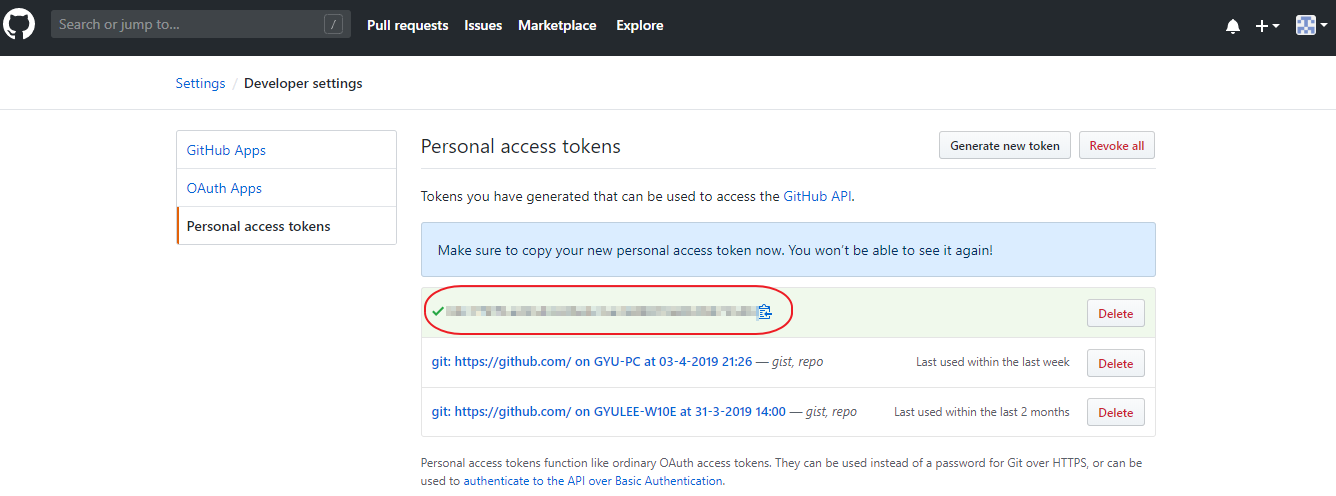 Search or jump to... /
Pull requests Issues Marketplace Explore
Settings / Developer settings
GitHub Apps
OAuth Apps
Personal access tokens
Personal access tokens
Generate new token Revoke all
Tokens you have generated that can be used to access the GitHub API.
Make sure to copy your new personal access token now. You won't be able to see it again!
Delete
git: https://github.com/ on GYU-PC at 03-4-2019 21:26 — gist, repo Last used within the last week Delete
git: https://github.com/ on GYULEE-W10E at 31-3-2019 14:00 — gist, repo Last used within the last 2 months Delete
Personal access tokens function like ordinary OAuth access tokens. They can be used instead of a password for Git over HTTPS, or can be
used to authenticate to the API over Basic Authentication.